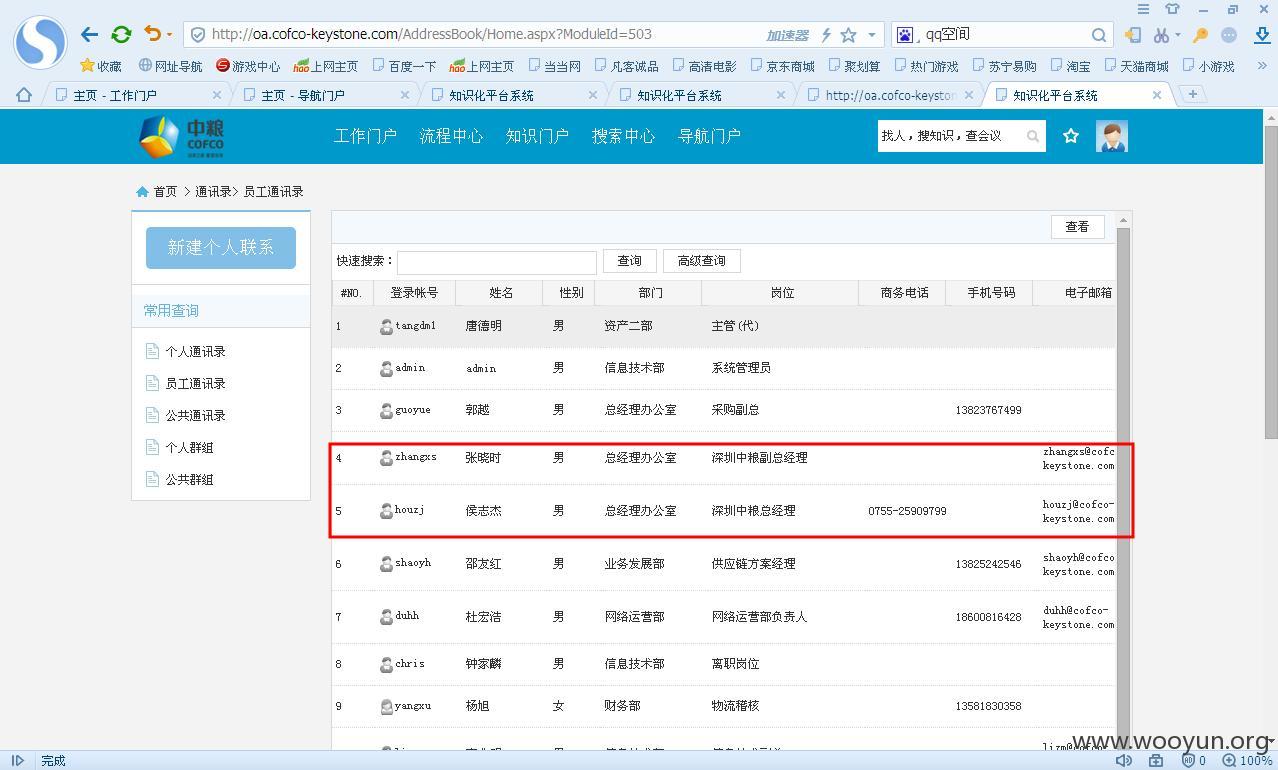 http://oa.cofco-keystone.com/AddressBook/Home.aspx?ModuleId=503 加速器 qq空间
收藏 网址导航 游戏中心 hao上网主页 百度一下 hao上网主页 当当网 凡客诚品 高清电影 京东商城 聚划算 热门游戏 苏宁易购 淘宝 天猫商城 小游戏 »
主页 - 工作门户 主页 - 导航门户 知识化平台系统 知识化平台系统 http://oa.cofco-keyston 知识化平台系统
中粮 COFCO 工作门户 流程中心 知识门户 搜索中心 导航门户 找人，搜知识，查会议
首页 > 通讯录> 员工通讯录
新建个人联系
常用查询
个人通讯录
员工通讯录
公共通讯录
个人群组
公共群组
查看
快速搜索： 查询 高级查询
#NO. 登录帐号 姓名 性别 部门 岗位 商务电话 手机号码 电子邮箱
1 tangdm1 唐德明 男 资产二部 主管(代)
2 admin admin 男 信息技术部 系统管理员
3 guoyue 郭越 男 总经理办公室 采购副总 13823767499
4 zhangxs 张晓时 男 总经理办公室 深圳中粮副总经理 zhangxs@cofc
keystone.com
5 houzj 侯志杰 男 总经理办公室 深圳中粮总经理 0755-25909799 houzj@cofco-
keystone.com
6 shaoyh 邵友红 男 业务发展部 供应链方案经理 13825242546 shaoyh@cofco
keystone.com
7 duhh 杜宏浩 男 网络运营部 网络运营部负责人 18600816428 duhh@cofco-
keystone.com
8 chris 钟家麟 男 信息技术部 离职岗位
9 yangxu 杨旭 女 财务部 物流稽核 13581830358
www.wooyun.org
完成 0 100%